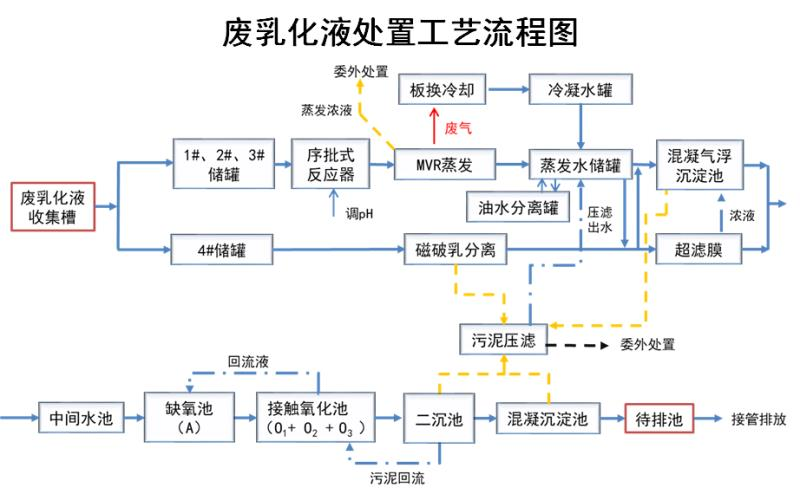 废乳化液处置工艺流程图
委外处置
板换冷却
冷凝水罐
蒸发浓液
废气
1#、2#、3#
储罐
序批式
反应器
MVR蒸发
蒸发水储罐
混凝气浮
沉淀池
废乳化液
收集槽
调pH
油水分离罐
压滤
出水
浓液
4#储罐
磁破乳分离
超滤膜
污泥压滤
委外处置
回流液
中间水池
缺氧池
（A）
接触氧化池
（O₁+ O₂ +O₃ ）
二沉池
混凝沉淀池
待排池
接管排放
污泥回流